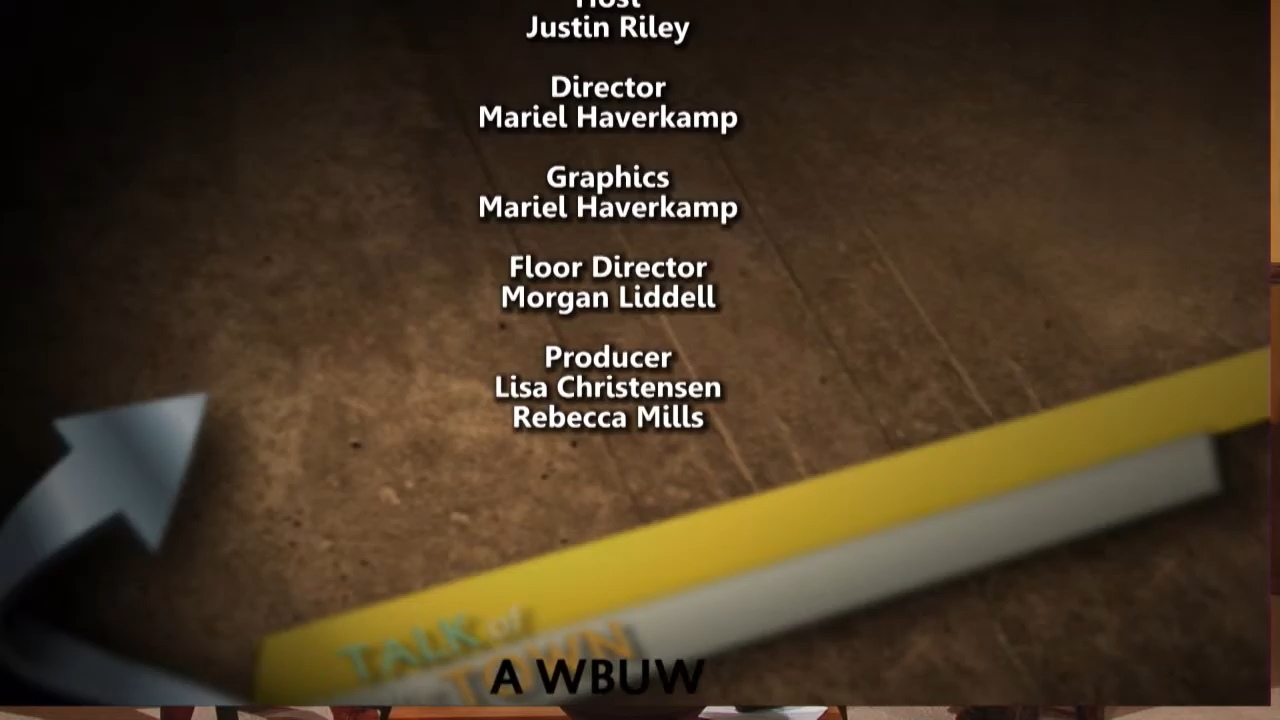 Host
Justin Riley
Director
Mariel Haverkamp
Graphics
Mariel Haverkamp
Floor Director
Morgan Liddell
Producer
Lisa Christensen
Rebecca Mills
TALK of
TOWN
A WBUW